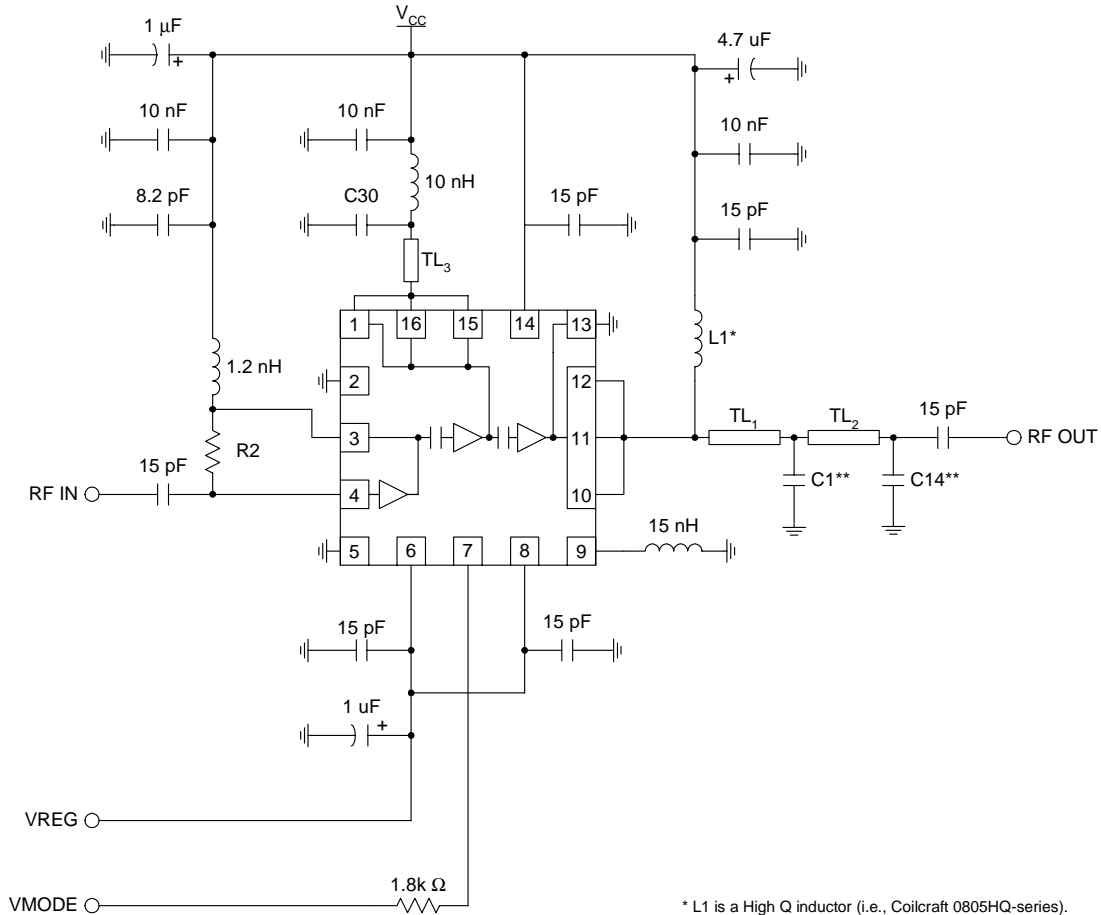 V_CC
1 µF
+
4.7 uF
+
10 nF
10 nF
10 nF
10 nH
8.2 pF
C30
15 pF
15 pF
TL3
1
16
15
14
13
L1*
1.2 nH
2
12
3
11
TL1
TL2
15 pF
RF OUT
R2
15 pF
C1**
C14**
RF IN
4
10
15 nH
5
6
7
8
9
15 pF
15 pF
1 uF
+
VREG
1.8k Ω
VMODE
* L1 is a High Q inductor (i.e., Coilcraft 0805HQ-series).